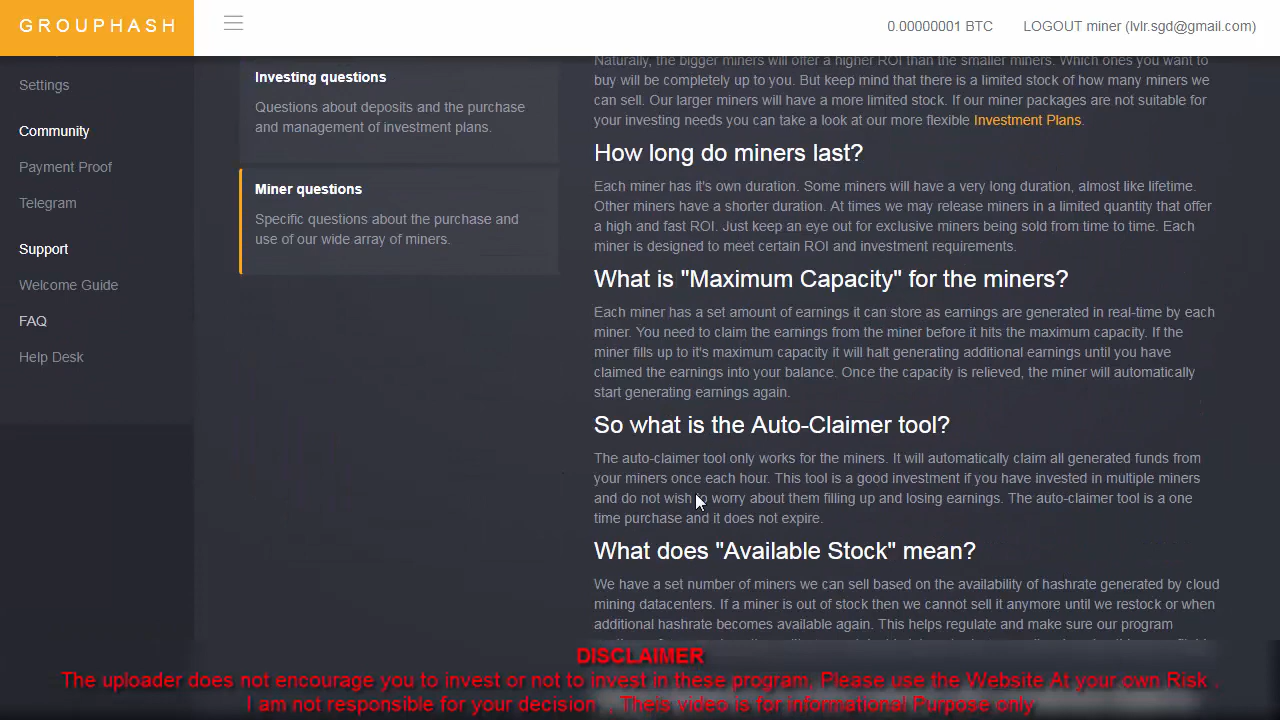 GROUPHASH
0.00000001 BTC
LOGOUT miner (lvlr.sgd@gmail.com)
Settings
Community
Payment Proof
Telegram
Support
Welcome Guide
FAQ
Help Desk
Investing questions
Questions about deposits and the purchase
and management of investment plans.
Miner questions
Specific questions about the purchase and
use of our wide array of miners.
Naturally, the bigger miners will offer a higher ROI than the smaller miners. Which ones you want to
buy will be completely up to you. But keep mind that there is a limited stock of how many miners we
can sell. Our larger miners will have a more limited stock. If our miner packages are not suitable for
your investing needs you can take a look at our more flexible Investment Plans.
How long do miners last?
Each miner has it's own duration. Some miners will have a very long duration, almost like lifetime.
Other miners have a shorter duration. At times we may release miners in a limited quantity that offer
a high and fast ROI. Just keep an eye out for exclusive miners being sold from time to time. Each
miner is designed to meet certain ROI and investment requirements.
What is "Maximum Capacity" for the miners?
Each miner has a set amount of earnings it can store as earnings are generated in real-time by each
miner. You need to claim the earnings from the miner before it hits the maximum capacity. If the
miner fills up to it's maximum capacity it will halt generating additional earnings until you have
claimed the earnings into your balance. Once the capacity is relieved, the miner will automatically
start generating earnings again.
So what is the Auto-Claimer tool?
The auto-claimer tool only works for the miners. It will automatically claim all generated funds from
your miners once each hour. This tool is a good investment if you have invested in multiple miners
and do not wish to worry about them filling up and losing earnings. The auto-claimer tool is a one
time purchase and it does not expire.
What does "Available Stock" mean?
We have a set number of miners we can sell based on the availability of hashrate generated by cloud
mining datacenters. If a miner is out of stock then we cannot sell it anymore until we restock or when
additional hashrate becomes available again. This helps regulate and make sure our program
DISCLAIMER
The uploader does not encourage you to invest or not to invest in these program, Please use the Website At your own Risk .
I am not responsible for your decision . , Theis video is for informational Purpose only